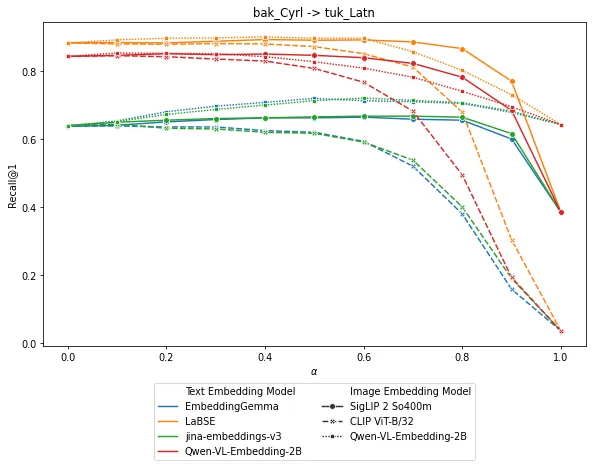 bak_Cyrl -> tuk_Latn
Recall@1
0.8
0.6
0.4
0.2
0.0
0.0 0.2 0.4 0.6 0.8 1.0
α
Text Embedding Model Image Embedding Model
EmbeddingGemma SigLIP 2 So400m
LaBSE CLIP ViT-B/32
jina-embeddings-v3 Qwen-VL-Embedding-2B
Qwen-VL-Embedding-2B